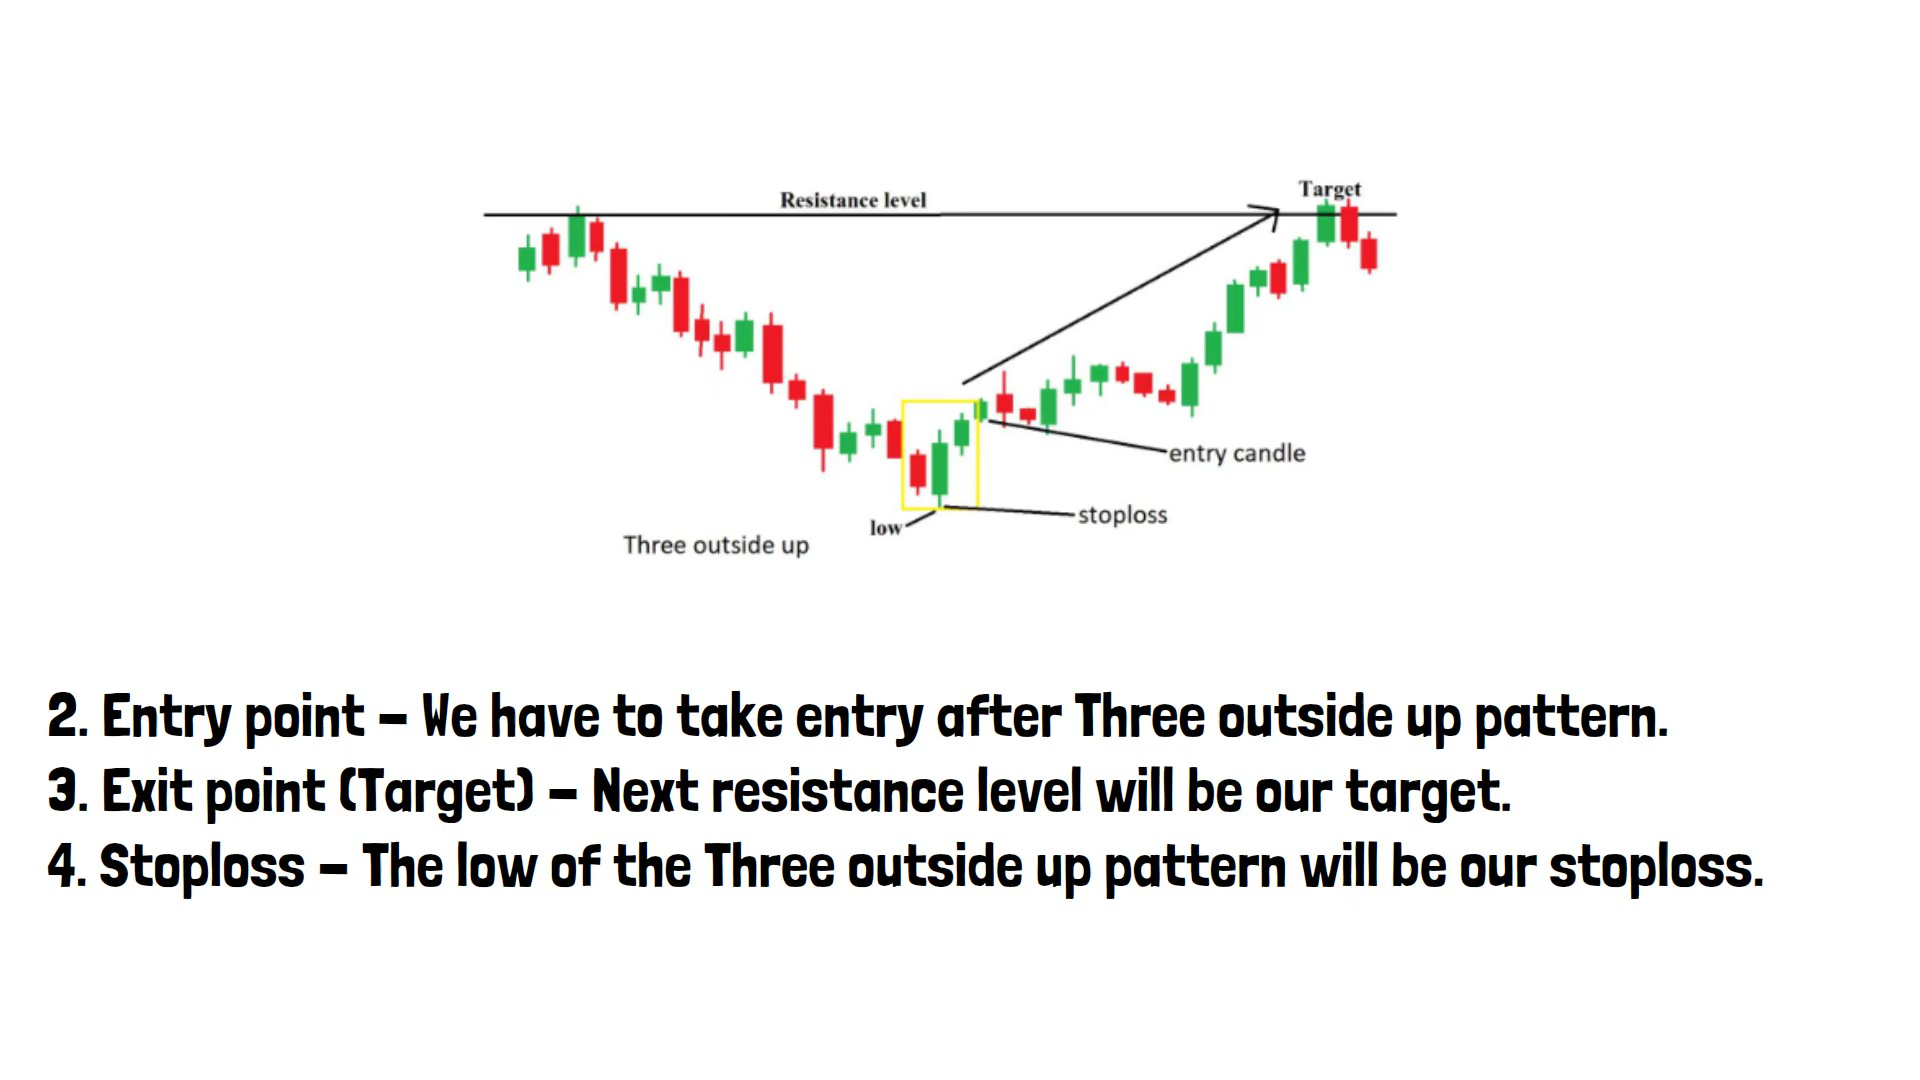 Resistance level
Target
entry candle
stoploss
low
Three outside up
2. Entry point – We have to take entry after Three outside up pattern.
3. Exit point (Target) – Next resistance level will be our target.
4. Stoploss – The low of the Three outside up pattern will be our stoploss.